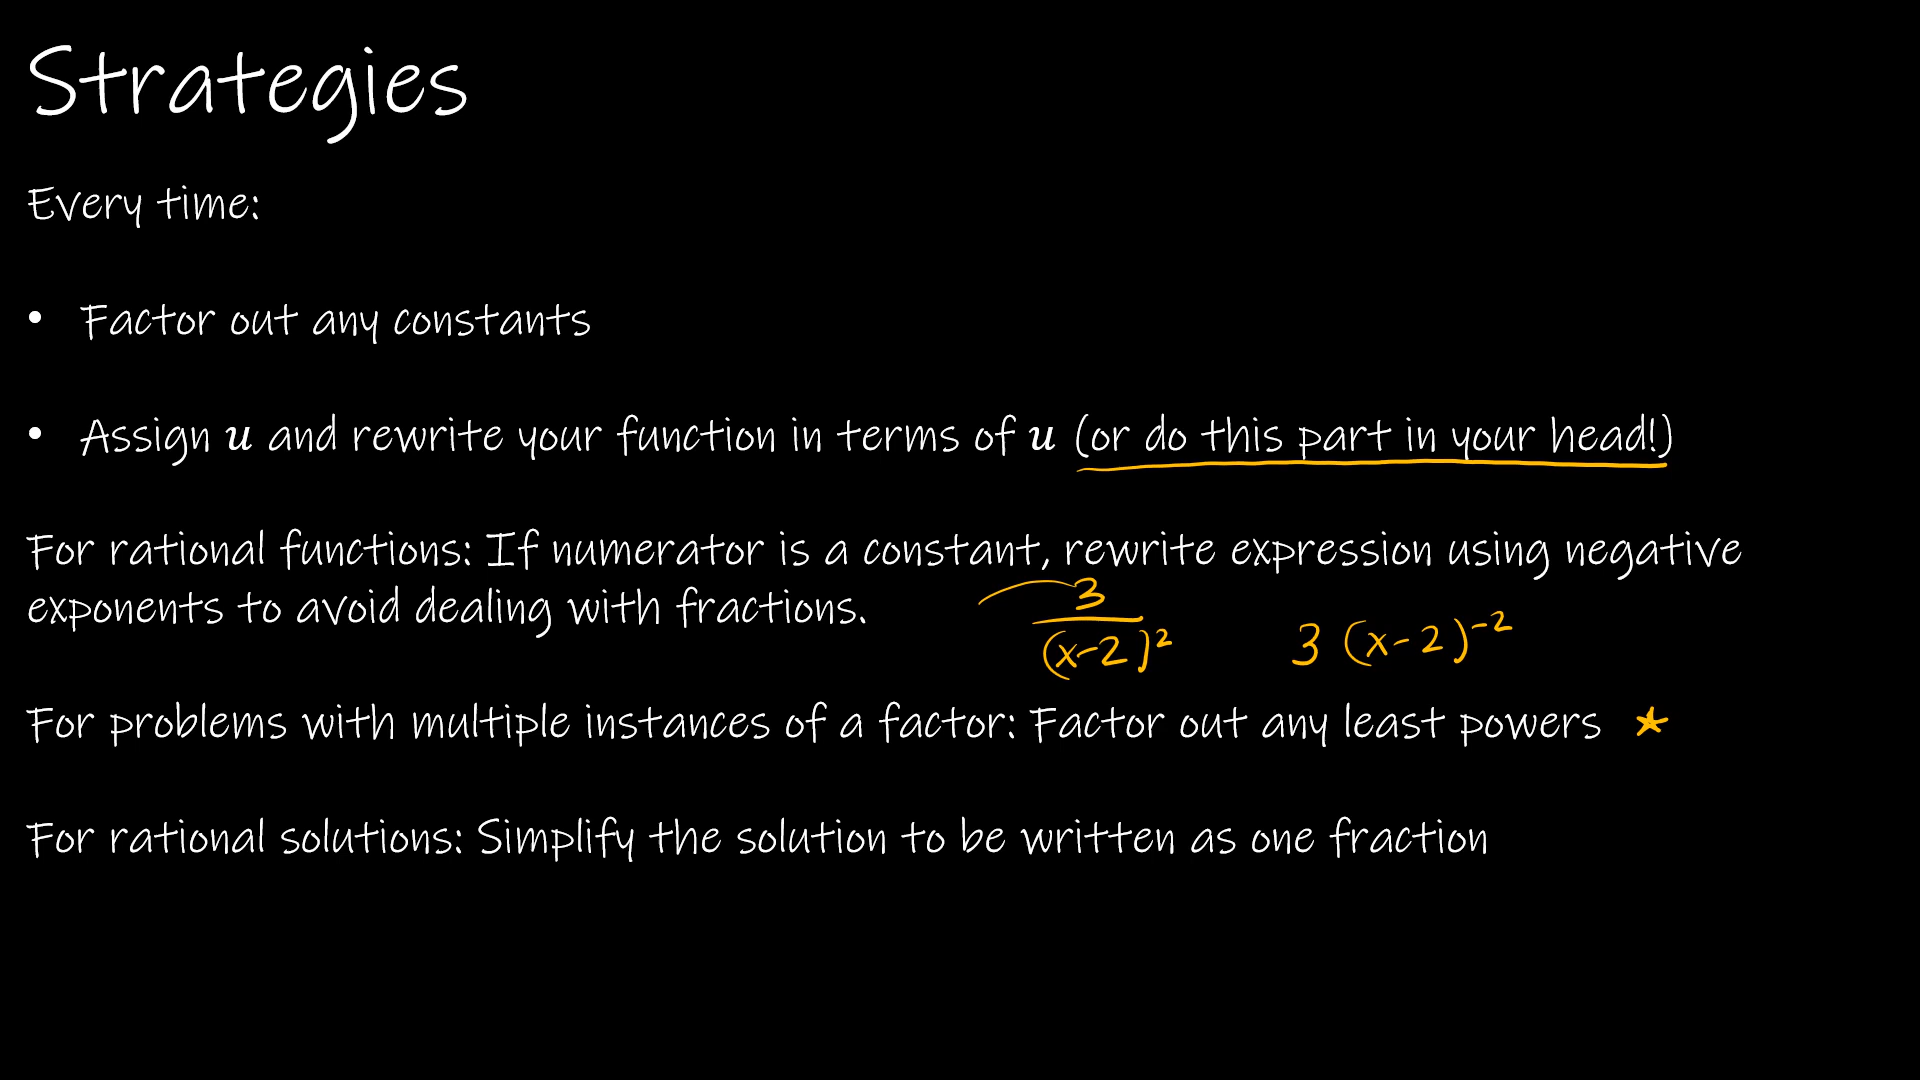 Strategies
Every time:
• Factor out any constants
• Assign u and rewrite your function in terms of u (or do this part in your head!)
For rational functions: If numerator is a constant, rewrite expression using negative
exponents to avoid dealing with fractions.
3
(x-2)²
3 (x-2)⁻²
For problems with multiple instances of a factor: Factor out any least powers ★
For rational solutions: Simplify the solution to be written as one fraction